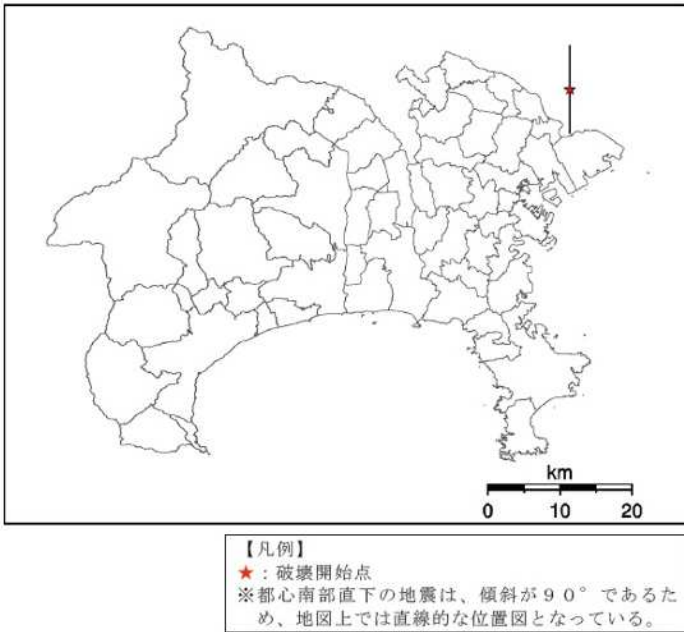 km
0 10 20
【凡例】
★：破壊開始点
※都心南部直下の地震は、傾斜が９０°であるた
め、地図上では直線的な位置図となっている。